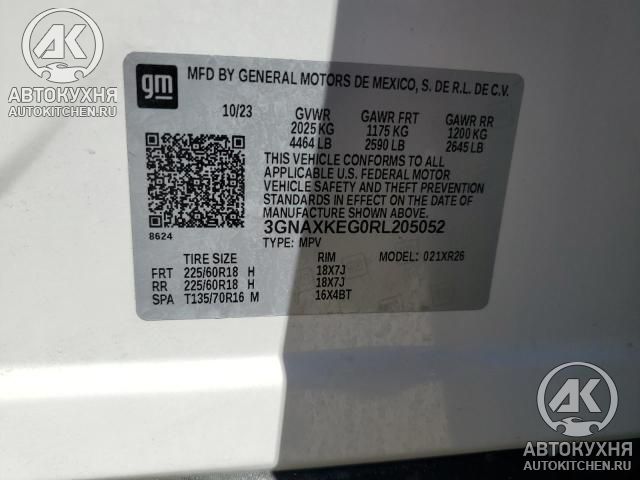 AK
АВТОКУХНЯ
AUTOKITCHEN.RU
gm
MFD BY GENERAL MOTORS DE MEXICO, S. DE R.L. DE C.V.
10/23 GVWR GAWR FRT GAWR RR
2025 KG 1175 KG 1200 KG
4464 LB 2590 LB 2645 LB
THIS VEHICLE CONFORMS TO ALL
APPLICABLE U.S. FEDERAL MOTOR
VEHICLE SAFETY AND THEFT PREVENTION
STANDARDS IN EFFECT ON THE DATE OF
MANUFACTURE SHOWN ABOVE.
8624 3GNAXKEG0RL205052
TYPE: MPV MODEL: 021XR26
TIRE SIZE RIM
FRT 225/60R18 H 18X7J
RR 225/60R18 H 18X7J
SPA T135/70R16 M 16X4BT
AK
АВТОКУХНЯ
AUTOKITCHEN.RU